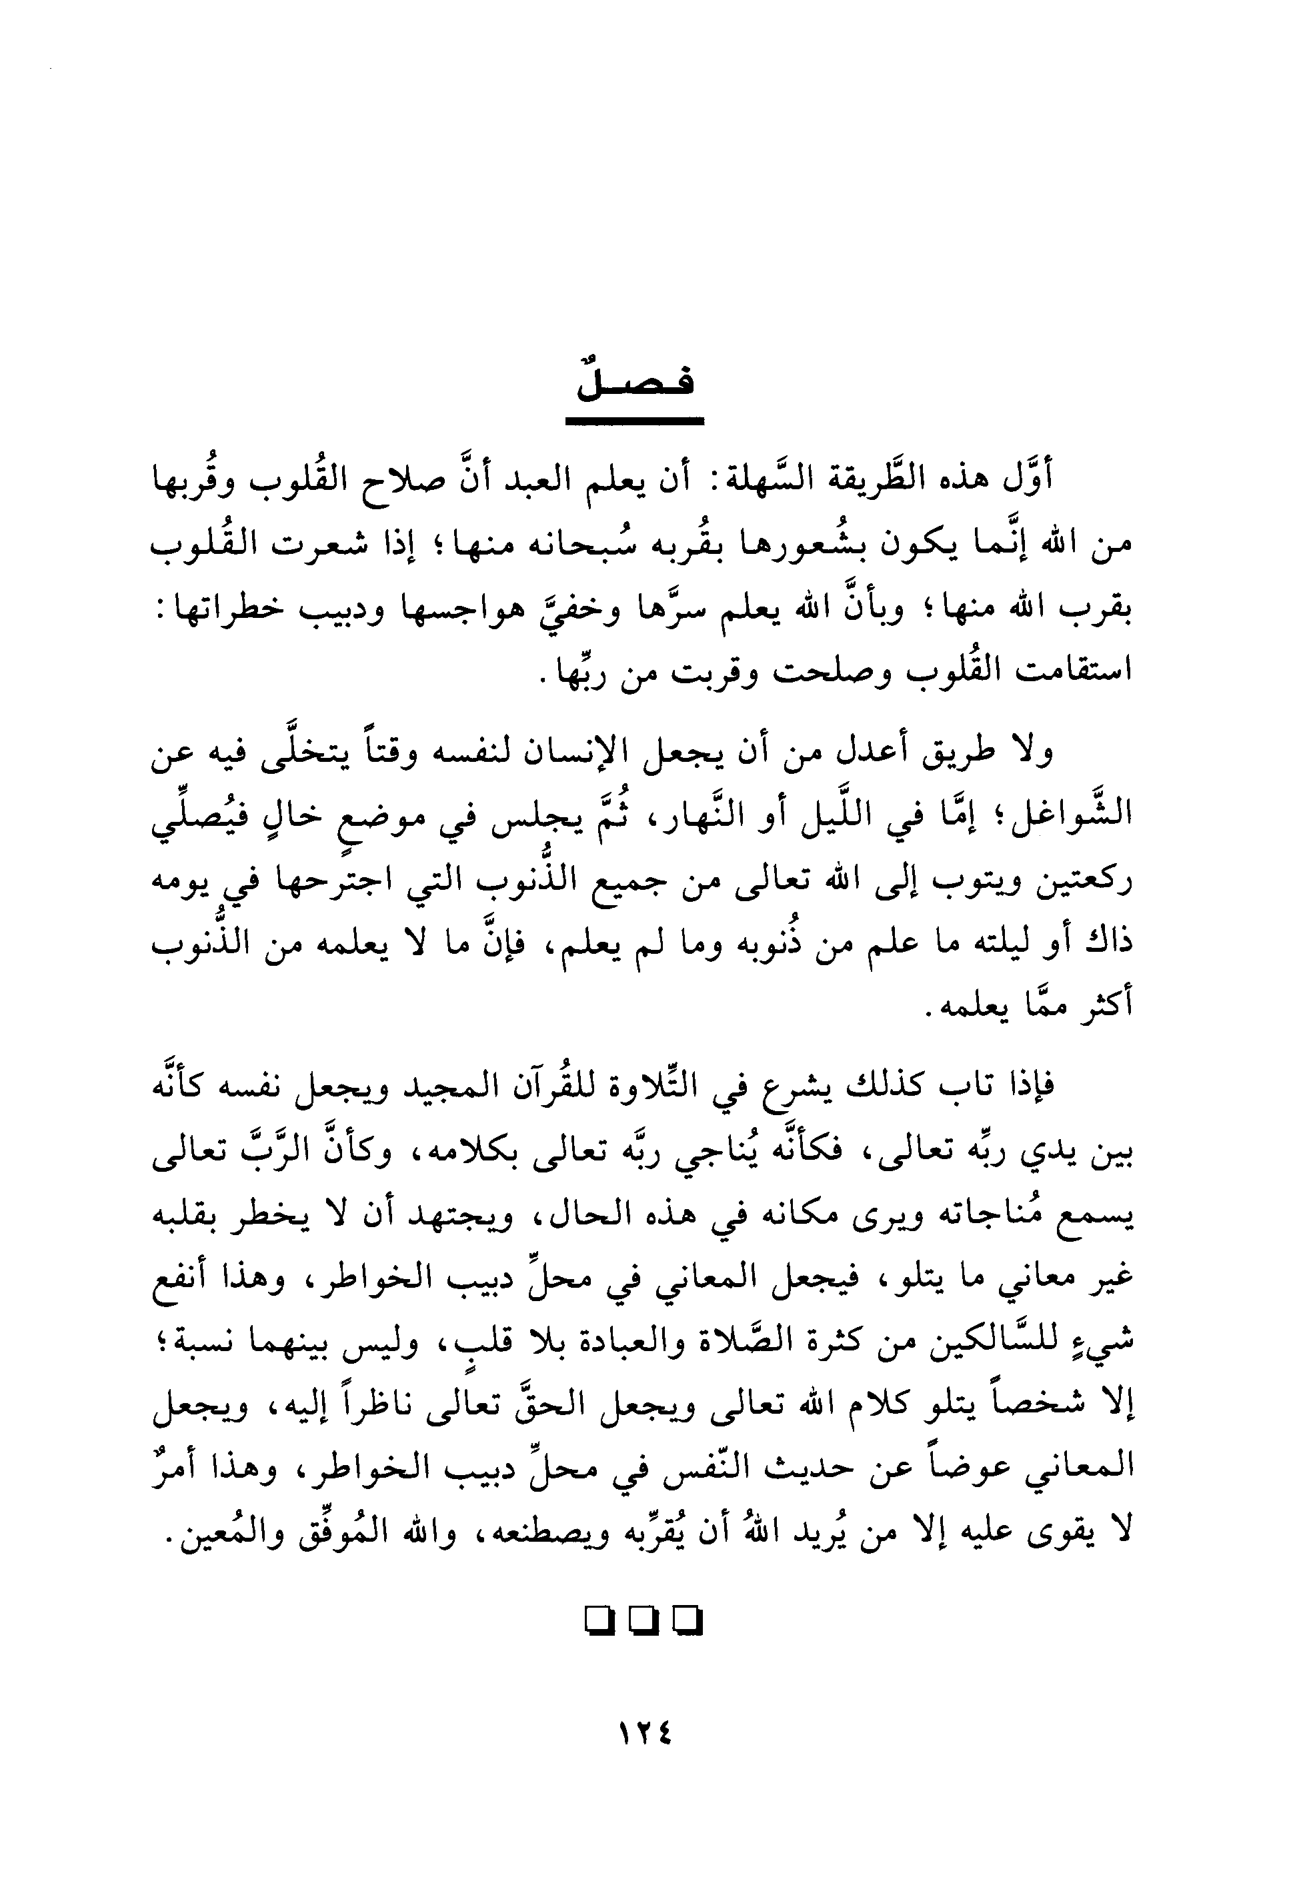 فصلٌ
أوَّل هذه الطَّريقة السَّهلة: أن يعلم العبد أنَّ صلاح القُلوب وقُربها
من الله إنَّما يكون بشُعورها بقُربه سُبحانه منها؛ إذا شعرت القُلوب
بقرب الله منها؛ وبأنَّ الله يعلم سرَّها وخفيَّ هواجسها ودبيب خطراتها:
استقامت القُلوب وصلحت وقربت من ربِّها.
ولا طريق أعدل من أن يجعل الإنسان لنفسه وقتاً يتخلَّى فيه عن
الشَّواغل؛ إمَّا في اللَّيل أو النَّهار، ثُمَّ يجلس في موضعٍ خالٍ فيُصلِّي
ركعتين ويتوب إلى الله تعالى من جميع الذُّنوب التي اجترحها في يومه
ذاك أو ليلته ما علم من ذُنوبه وما لم يعلم، فإنَّ ما لا يعلمه من الذُّنوب
أكثر ممَّا يعلمه.
فإذا تاب كذلك يشرع في التِّلاوة للقُرآن المجيد ويجعل نفسه كأنَّه
بين يدي ربِّه تعالى، فكأنَّه يُناجي ربَّه تعالى بكلامه، وكأنَّ الرَّبَّ تعالى
يسمع مُناجاته ويرى مكانه في هذه الحال، ويجتهد أن لا يخطر بقلبه
غير معاني ما يتلو، فيجعل المعاني في محلِّ دبيب الخواطر، وهذا أنفع
شيءٍ للسَّالكين من كثرة الصَّلاة والعبادة بلا قلبٍ، وليس بينهما نسبة؛
إلا شخصاً يتلو كلام الله تعالى ويجعل الحقَّ تعالى ناظراً إليه، ويجعل
المعاني عوضاً عن حديث النّفس في محلِّ دبيب الخواطر، وهذا أمرٌ
لا يقوى عليه إلا من يُريد اللهُ أن يُقرِّبه ويصطنعه، والله المُوفِّق والمُعين.
١٢٤